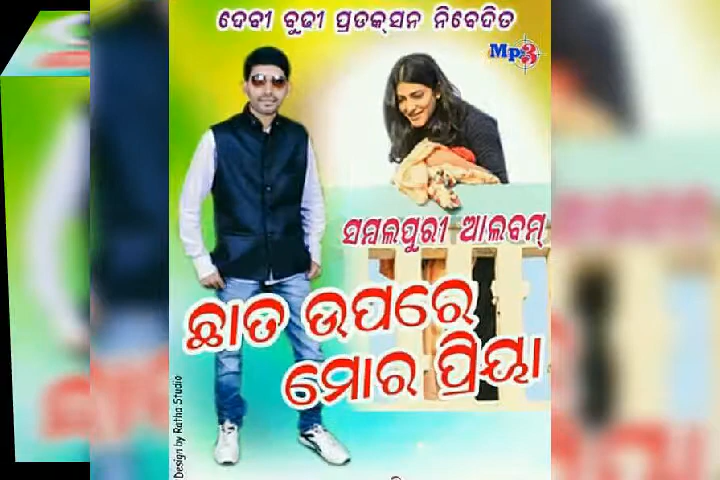 ଦେବୀ ବୁଢୀ ପ୍ରଡକ୍‌ସନ ନିବେଦିତ
Mp3
ସମ୍ବଲପୁରୀ ଆଲବମ୍
ଛାତ ଉପରେ
ମୋର ପ୍ରିୟା
Design by Ratha Studio